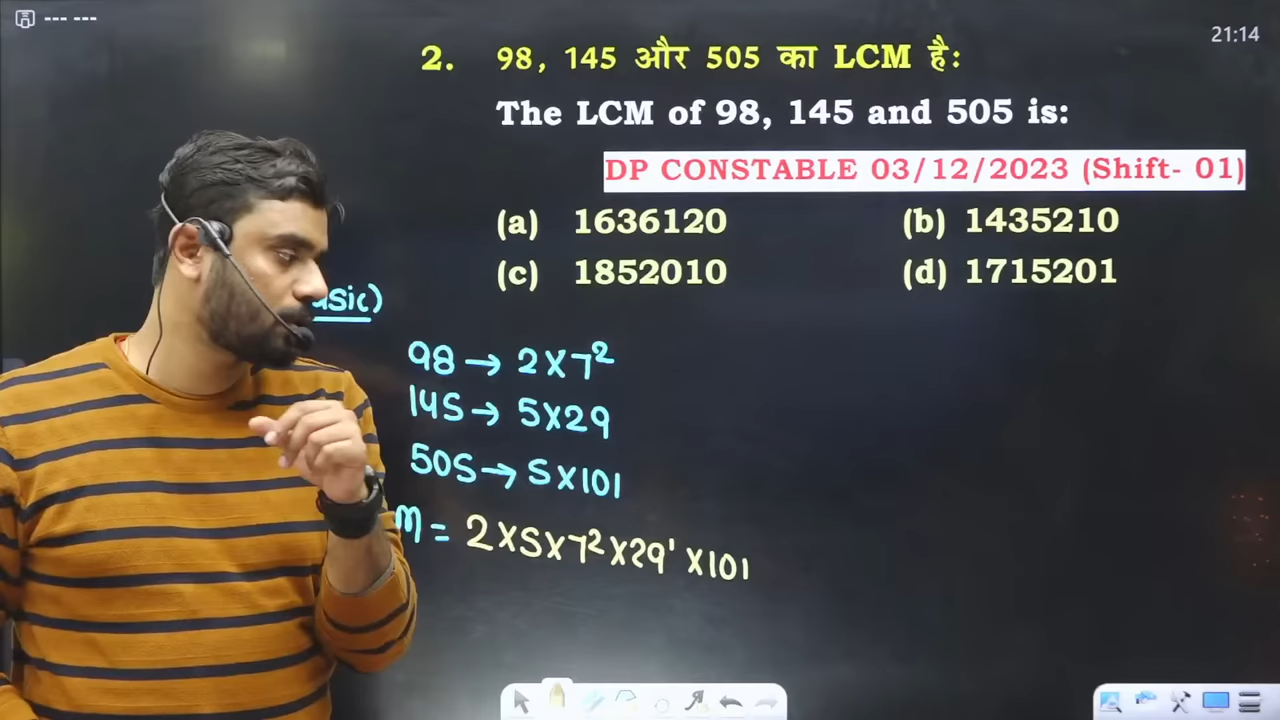 21:14
2. 98, 145 और 505 का LCM है:
The LCM of 98, 145 and 505 is:
DP CONSTABLE 03/12/2023 (Shift- 01)
(a) 1636120 (b) 1435210
(c) 1852010 (d) 1715201
98 → 2×7²
145 → 5×29
505 → 5×101
M = 2×5×7²×29¹×101